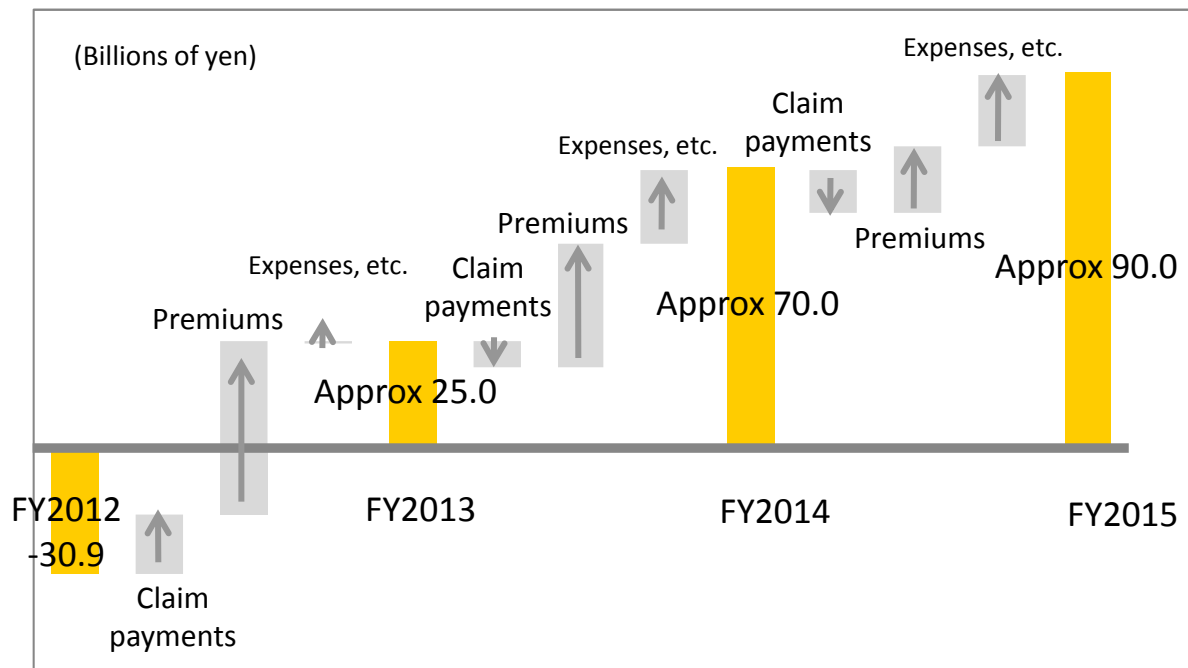 (Billions of yen)
Expenses, etc.
Claim
payments
Expenses, etc.
Premiums
Premiums
Expenses, etc.
Claim
payments
Premiums
Approx 90.0
Approx 70.0
Approx 25.0
FY2012
-30.9
FY2013
FY2014
FY2015
Claim
payments